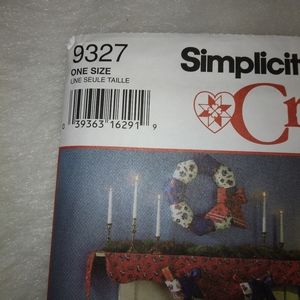 9327
Simplicit
ONE SIZE
UNE SEULE TAILLE
Cr
0 39363 16291 9